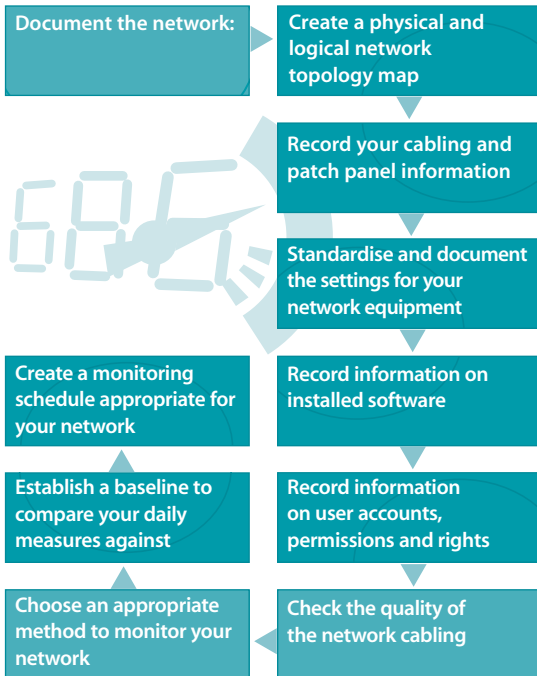 Document the network:
Create a physical and
logical network
topology map
Record your cabling and
patch panel information
Standardise and document
the settings for your
network equipment
Record information on
installed software
Record information
on user accounts,
permissions and rights
Check the quality of
the network cabling
Choose an appropriate
method to monitor your
network
Establish a baseline to
compare your daily
measures against
Create a monitoring
schedule appropriate for
your network